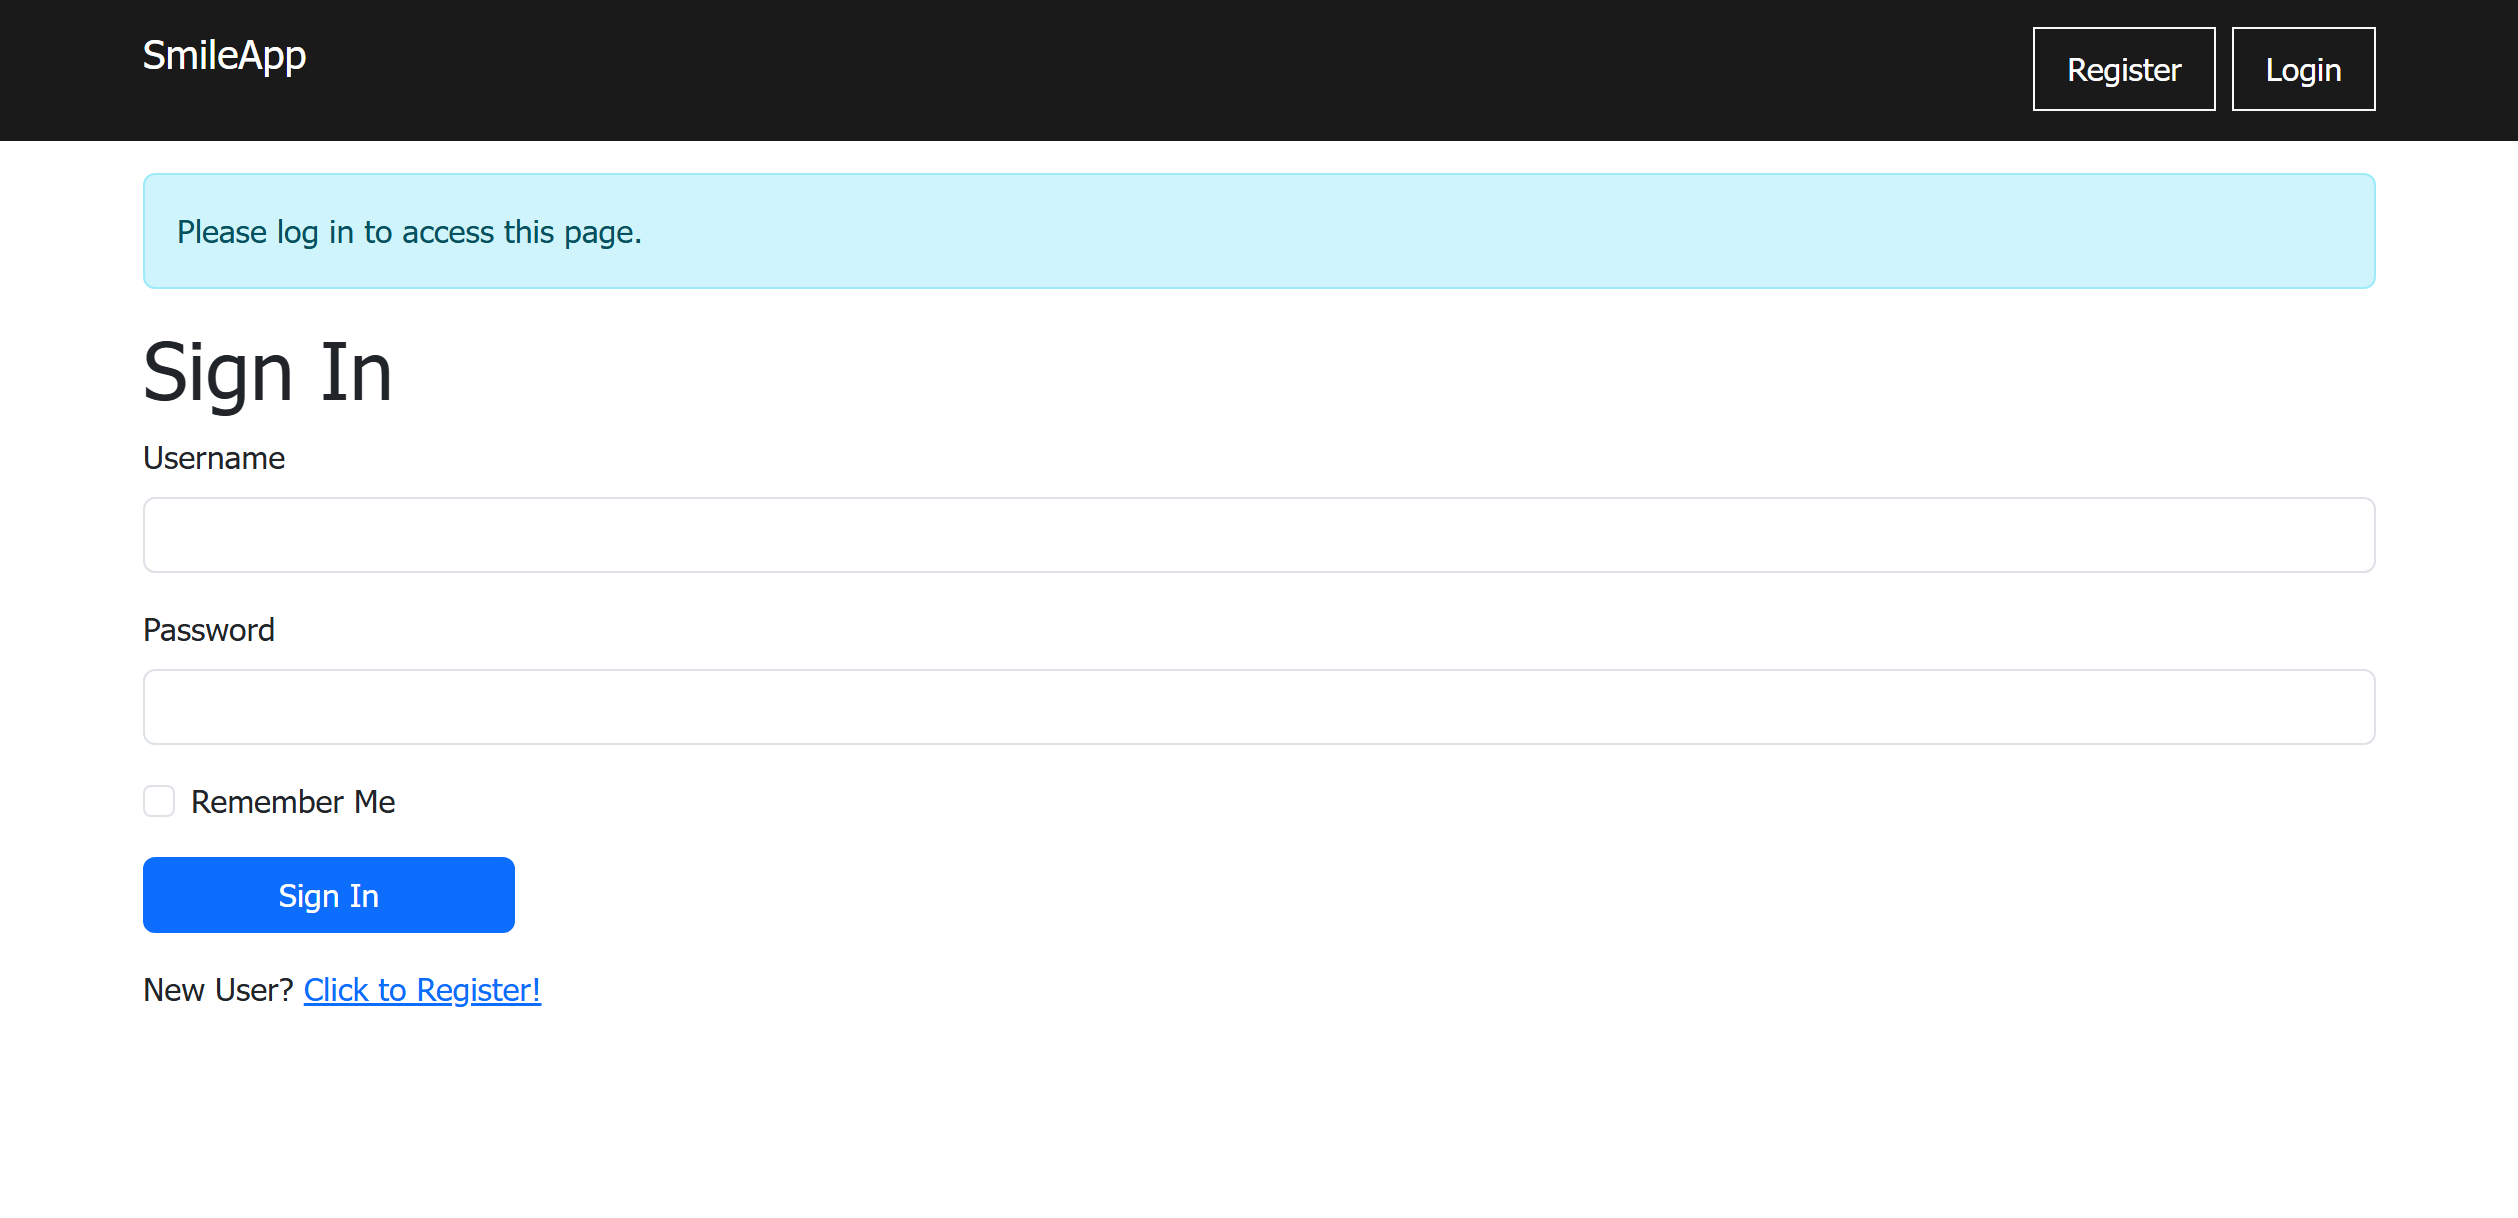 SmileApp
Register
Login
Please log in to access this page.
Sign In
Username
Password
Remember Me
Sign In
New User? Click to Register!